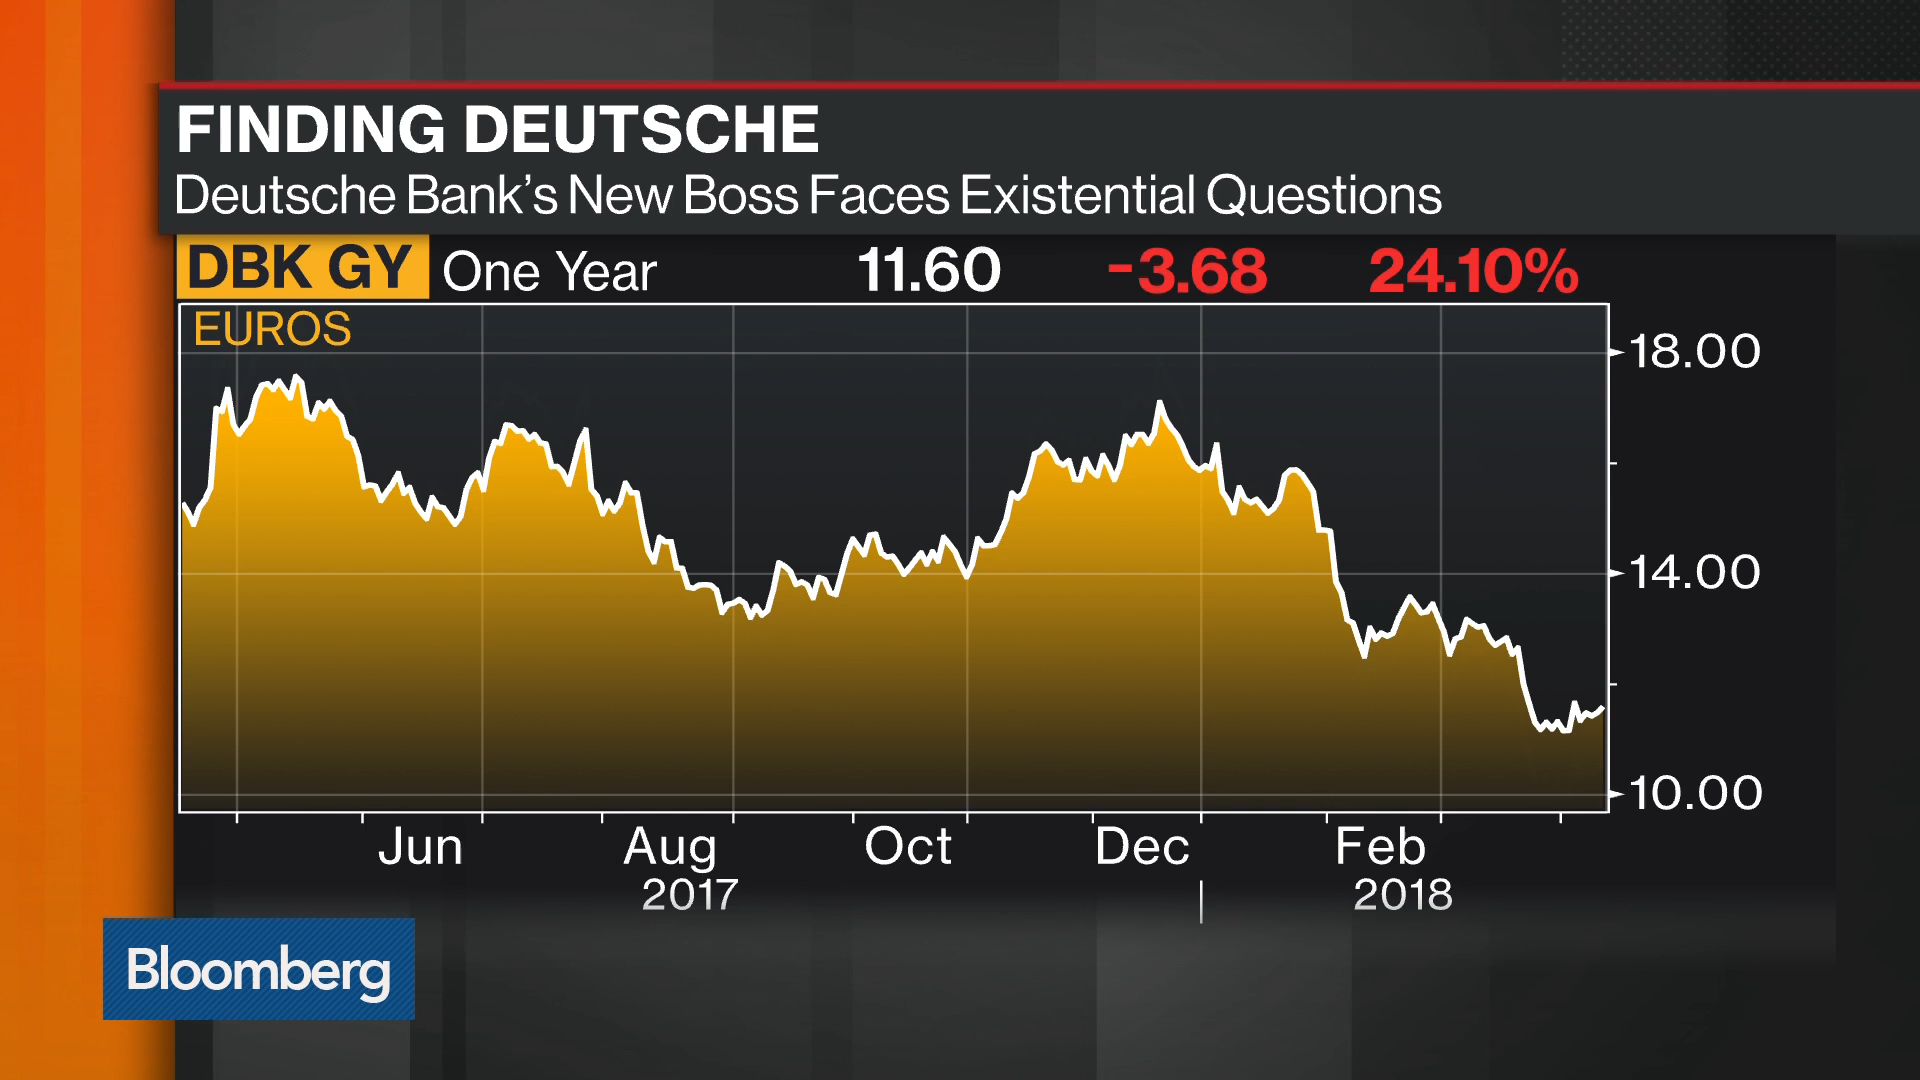 FINDING DEUTSCHE
Deutsche Bank's New Boss Faces Existential Questions
DBK GY One Year 11.60 -3.68 24.10%
EUROS
18.00
14.00
10.00
Jun Aug Oct Dec Feb
2017 2018
Bloomberg